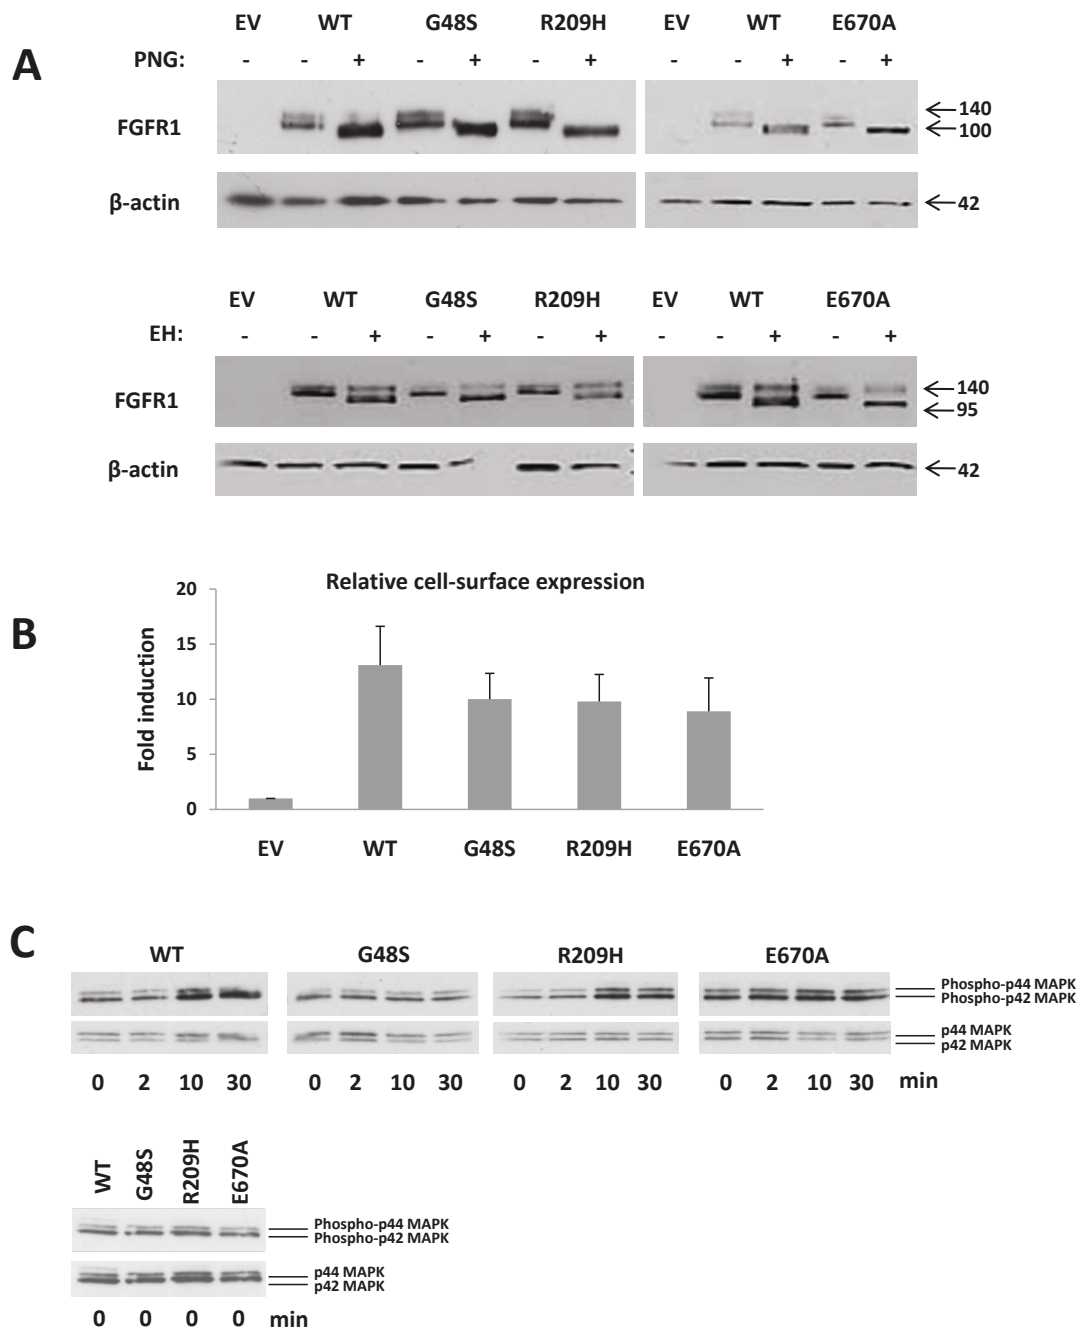 A
EV WT G48S R209H WT E670A
PNG: - - + - + - + - - + - +
FGFR1
140
100
β-actin
42
EV WT G48S R209H EV WT E670A
EH: - - + - + - + - - + - +
FGFR1
140
95
β-actin
42
B
Relative cell-surface expression
Fold induction
20
15
10
5
0
EV WT G48S R209H E670A
C
WT G48S R209H E670A
Phospho-p44 MAPK
Phospho-p42 MAPK
p44 MAPK
p42 MAPK
0 2 10 30 0 2 10 30 0 2 10 30 0 2 10 30 min
WT G48S R209H E670A
Phospho-p44 MAPK
Phospho-p42 MAPK
p44 MAPK
p42 MAPK
0 0 0 0 min